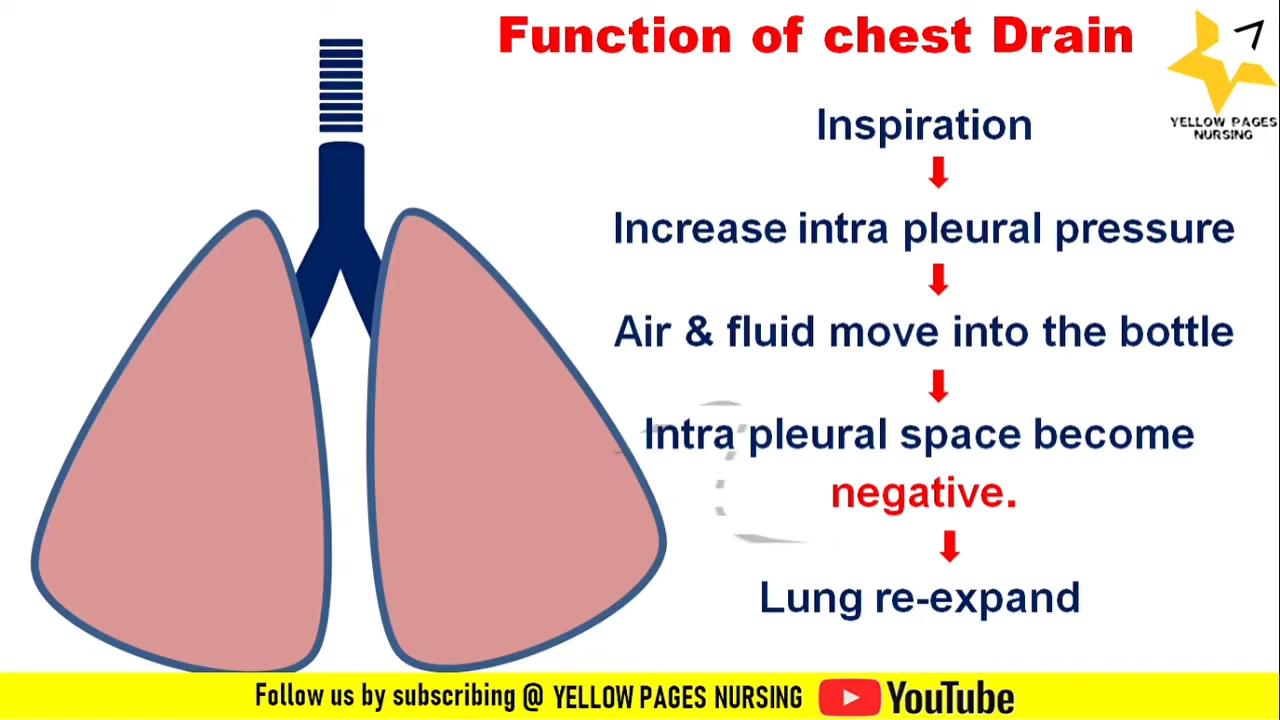 Function of chest Drain
YELLOW PAGES
NURSING
Inspiration
Increase intra pleural pressure
Air & fluid move into the bottle
Intra pleural space become
negative.
Lung re-expand
Follow us by subscribing @ YELLOW PAGES NURSING YouTube